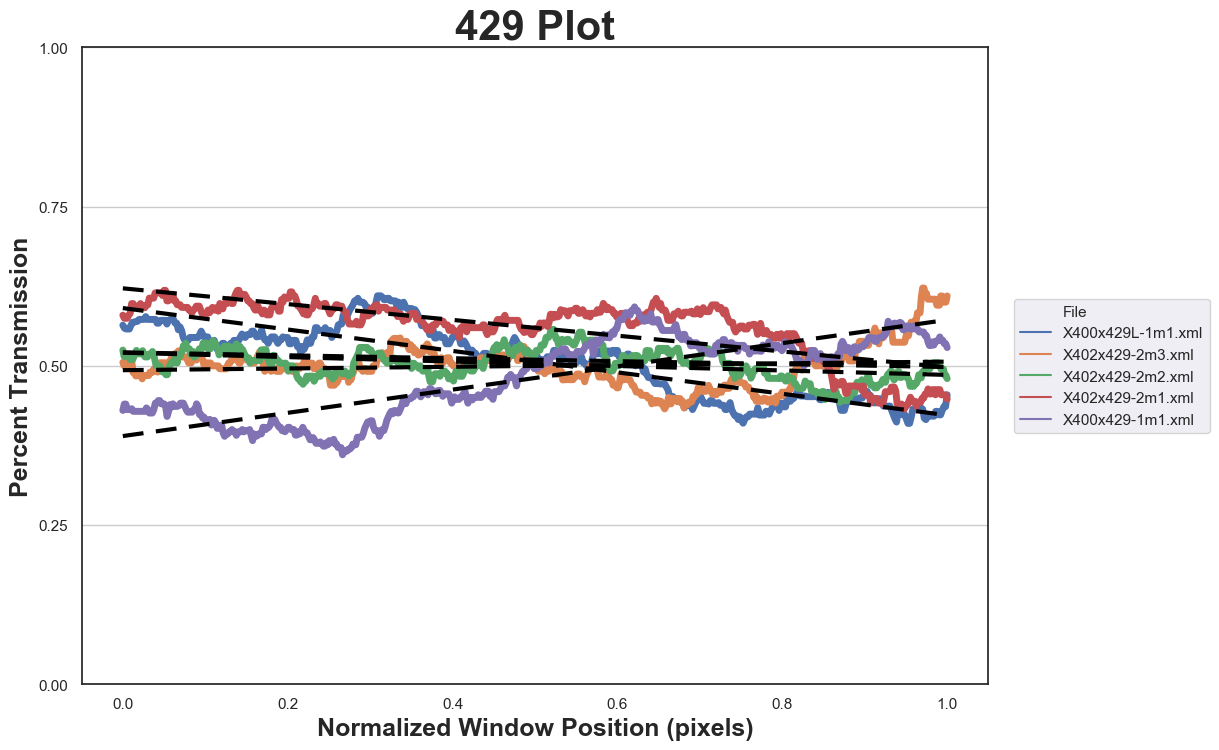 429 Plot
1.00
0.75
0.50
0.25
0.00
Percent Transmission
0.0 0.2 0.4 0.6 0.8 1.0
Normalized Window Position (pixels)
File
X400x429L-1m1.xml
X402x429-2m3.xml
X402x429-2m2.xml
X402x429-2m1.xml
X400x429-1m1.xml